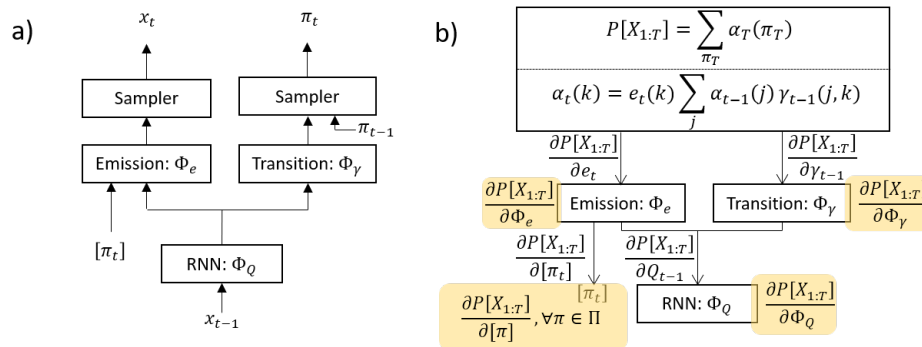 a)
x_t
π_t
Sampler
Sampler
π_{t-1}
Emission: Φ_e
Transition: Φ_γ
[π_t]
RNN: Φ_Q
x_{t-1}
b)
P[X_{1:T}] = ∑_{π_T} α_T(π_T)
α_t(k) = e_t(k) ∑_j α_{t-1}(j) γ_{t-1}(j, k)
∂P[X_{1:T}]/∂e_t
∂P[X_{1:T}]/∂γ_{t-1}
∂P[X_{1:T}]/∂Φ_e
Emission: Φ_e
Transition: Φ_γ
∂P[X_{1:T}/∂Φ_γ
∂P[X_{1:T}]/∂[π_t]
∂P[X_{1:T}]/∂Q_{t-1}
[π_t]
∂P[X_{1:T}]/∂[π], ∀π ∈ Π
RNN: Φ_Q
∂P[X_{1:T}]/∂Φ_Q